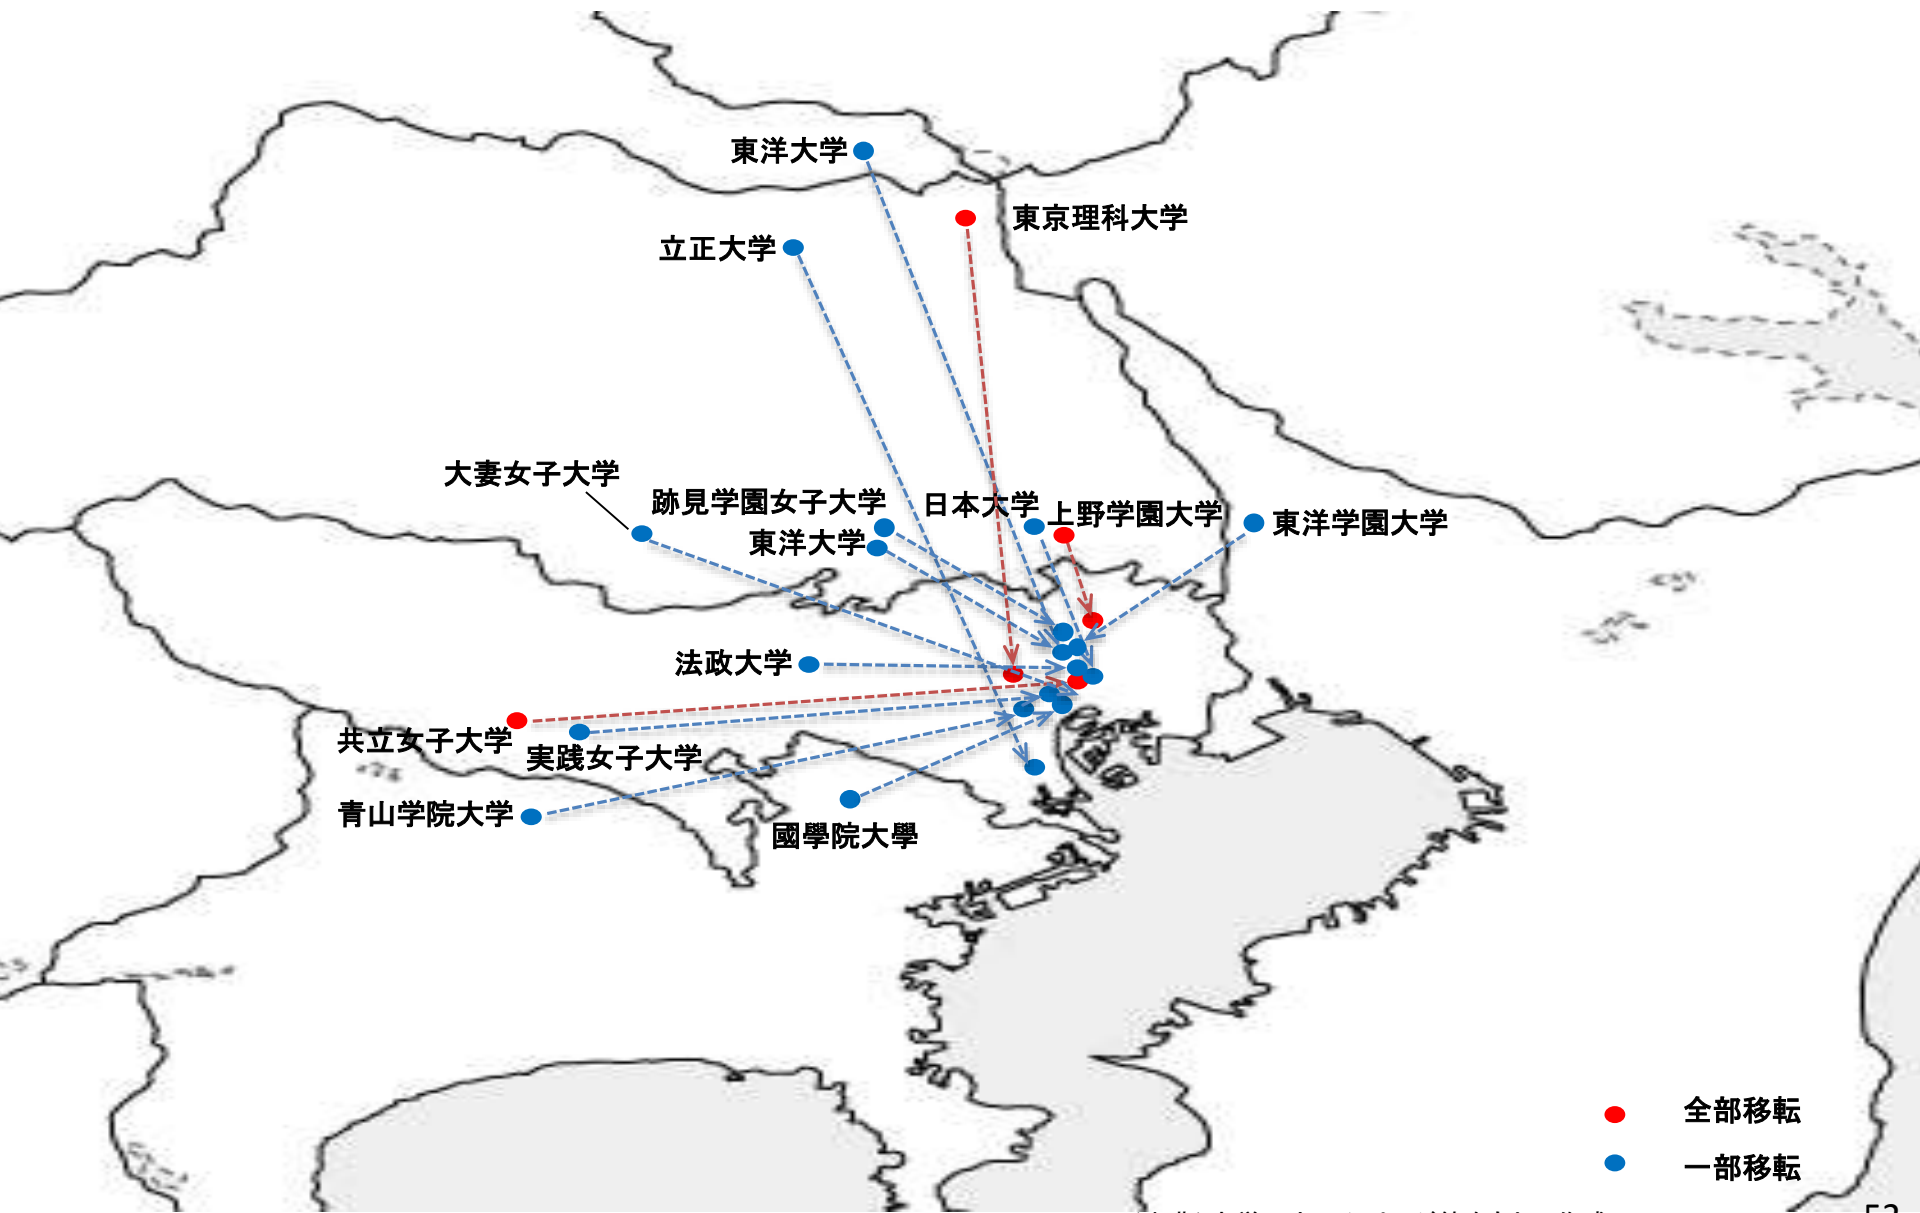 東洋大学
東京理科大学
立正大学
大妻女子大学
跡見学園女子大学
日本大学
上野学園大学
東洋学園大学
東洋大学
法政大学
共立女子大学
実践女子大学
青山学院大学
國學院大學
全部移転
一部移転